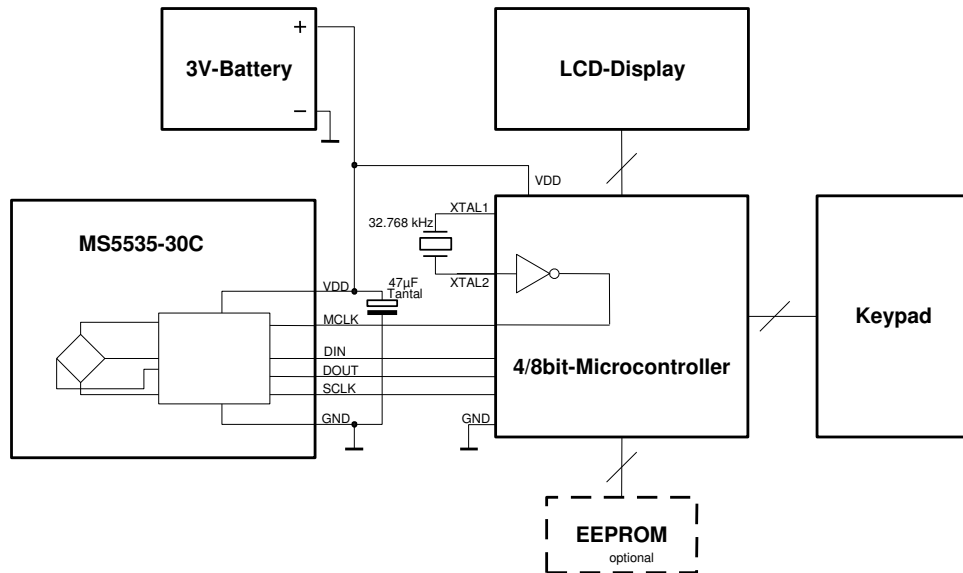 +
3V-Battery
−
LCD-Display
VDD
XTAL1
32.768 kHz
XTAL2
MS5535-30C
47µF
Tantal
VDD
MCLK
DIN
DOUT
SCLK
GND
GND
4/8bit-Microcontroller
Keypad
EEPROM
optional